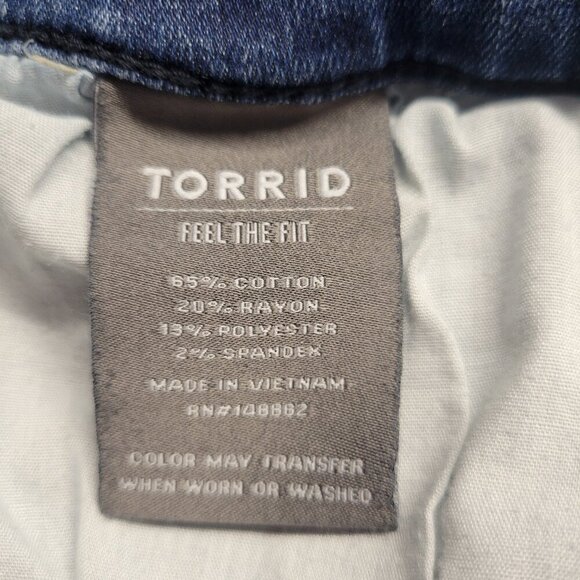 TORRID
FEEL THE FIT
65% COTTON
20% RAYON
13% POLYESTER
2% SPANDEX
MADE IN VIETNAM
RN#148862
COLOR MAY TRANSFER
WHEN WORN OR WASHED